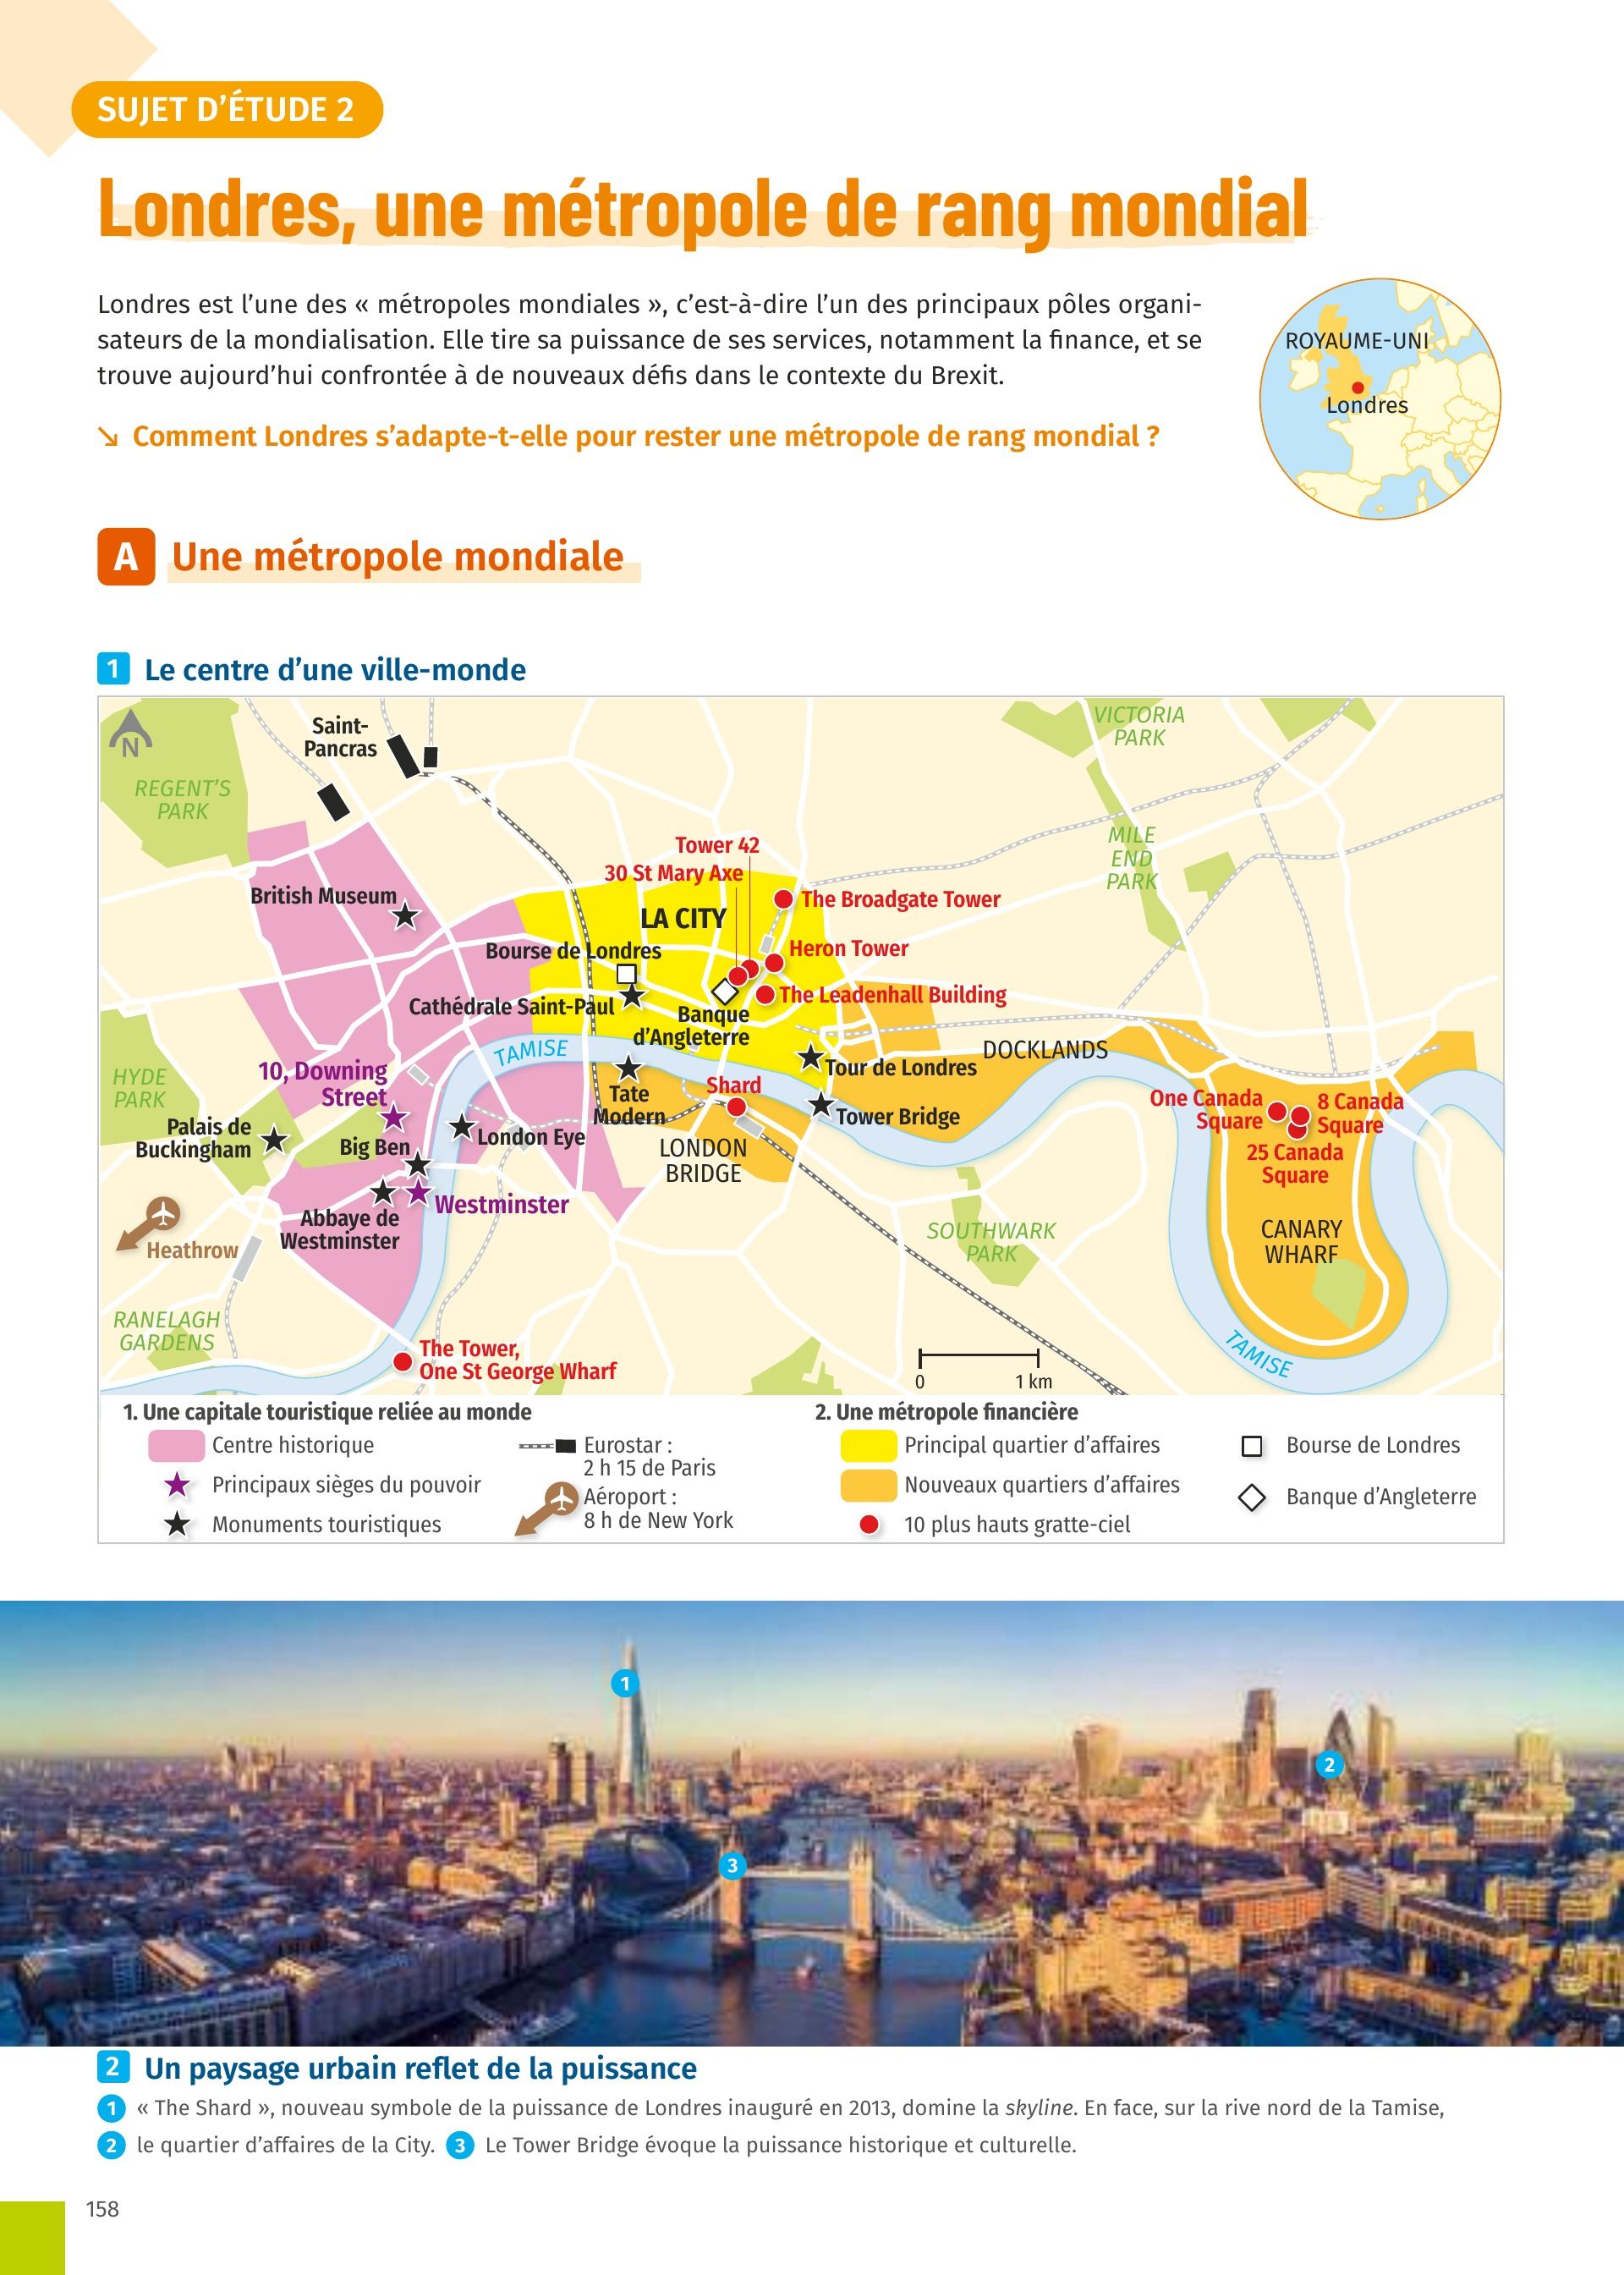 SUJET D'ÉTUDE 2
Londres, une métropole de rang mondial
Londres est l'une des « métropoles mondiales », c'est-à-dire l'un des principaux pôles organi-
sateurs de la mondialisation. Elle tire sa puissance de ses services, notamment la finance, et se
trouve aujourd'hui confrontée à de nouveaux défis dans le contexte du Brexit.
↘ Comment Londres s'adapte-t-elle pour rester une métropole de rang mondial ?
ROYAUME-UNI
Londres
A Une métropole mondiale
1 Le centre d'une ville-monde
N
Saint-
Pancras
VICTORIA
PARK
REGENT'S
PARK
MILE
END
PARK
Tower 42
30 St Mary Axe
British Museum
The Broadgate Tower
LA CITY
Bourse de Londres
Heron Tower
Cathédrale Saint-Paul
The Leadenhall Building
Banque
d'Angleterre
TAMISE
DOCKLANDS
Tour de Londres
HYDE
PARK
10, Downing
Street
Tate
Modern
Shard
Tower Bridge
One Canada
Square
8 Canada
Square
25 Canada
Square
Palais de
Buckingham
Big Ben
London Eye
LONDON
BRIDGE
Westminster
Abbaye de
Westminster
Heathrow
SOUTHWARK
PARK
CANARY
WHARF
RANELAGH
GARDENS
TAMISE
The Tower,
One St George Wharf
0 1 km
1. Une capitale touristique reliée au monde
Centre historique
Principaux sièges du pouvoir
Monuments touristiques
Eurostar :
2 h 15 de Paris
Aéroport :
8 h de New York
2. Une métropole financière
Principal quartier d'affaires
Nouveaux quartiers d'affaires
10 plus hauts gratte-ciel
Bourse de Londres
Banque d'Angleterre
1
2
3
2 Un paysage urbain reflet de la puissance
1 « The Shard », nouveau symbole de la puissance de Londres inauguré en 2013, domine la skyline. En face, sur la rive nord de la Tamise,
2 le quartier d'affaires de la City. 3 Le Tower Bridge évoque la puissance historique et culturelle.
158